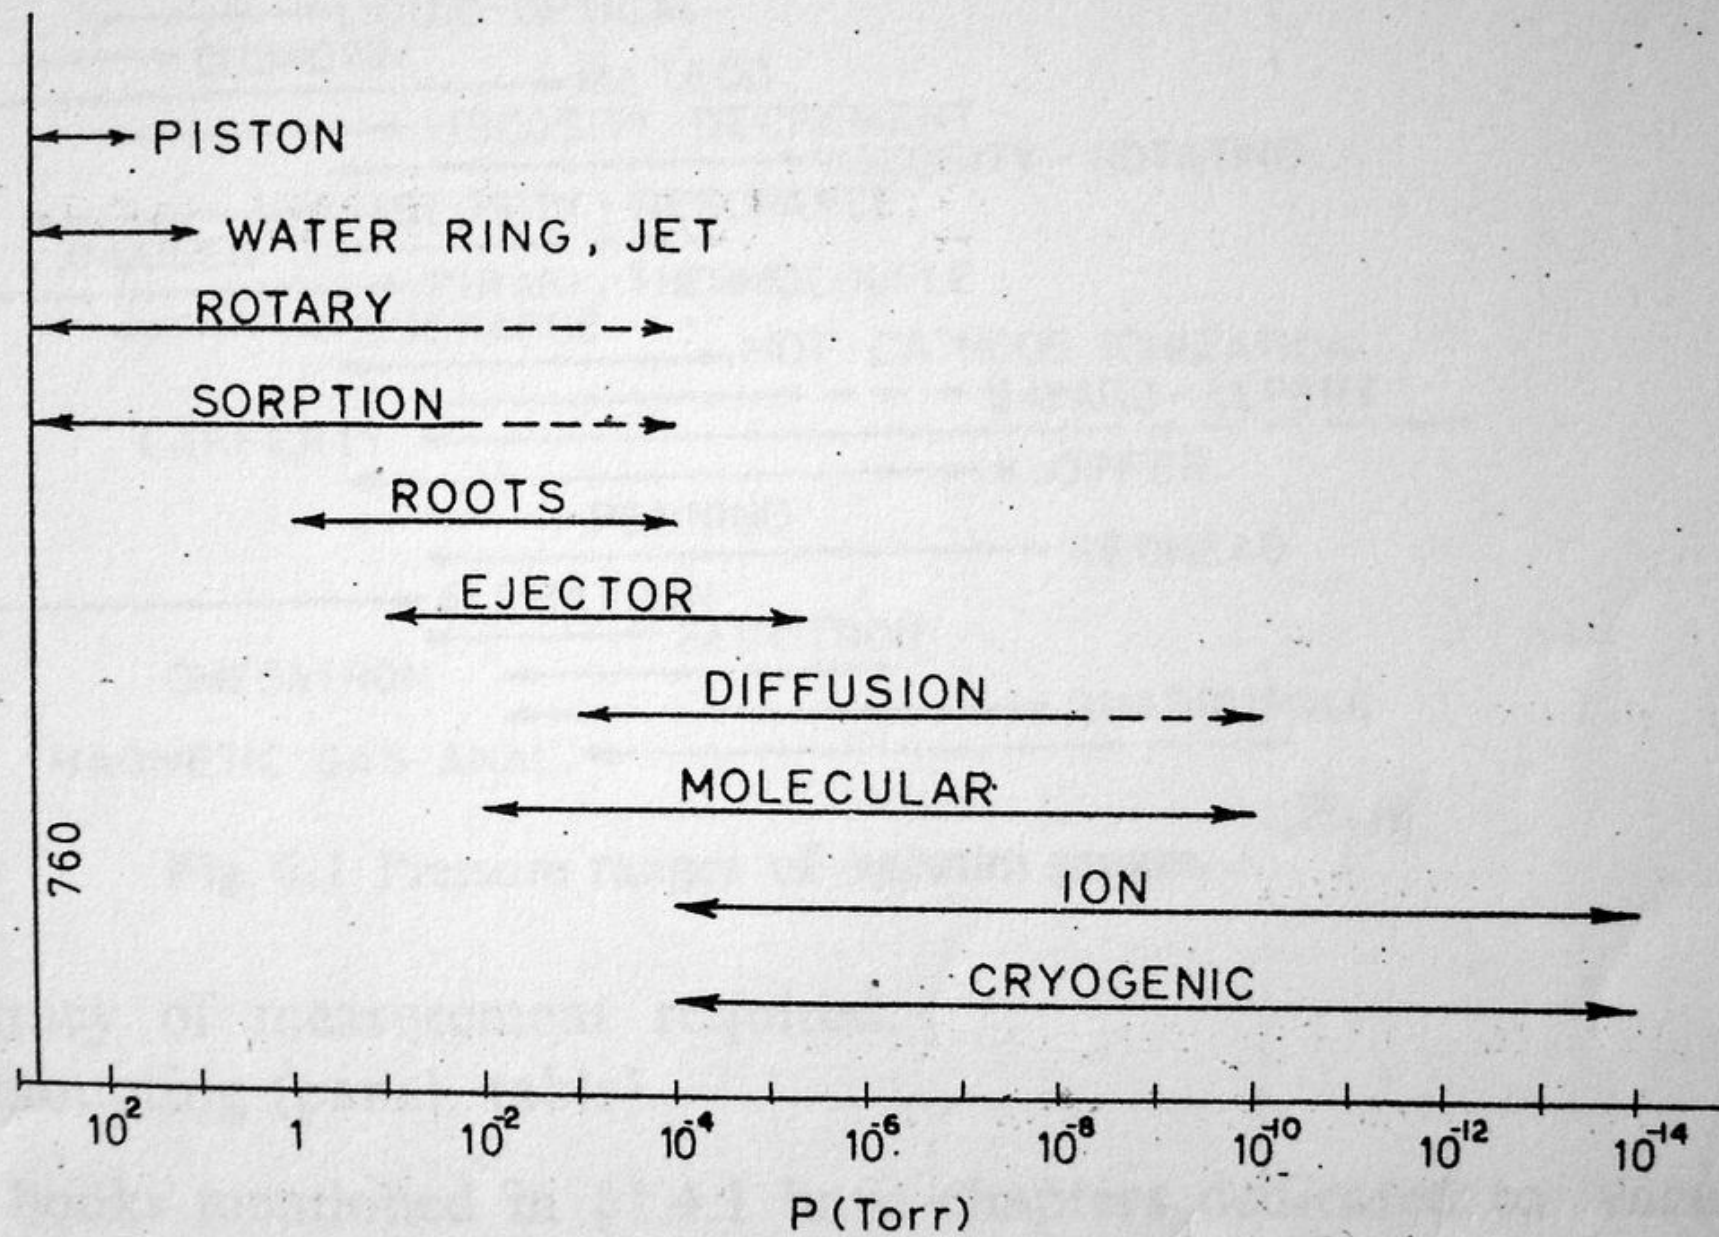 PISTON
WATER RING, JET
ROTARY
SORPTION
ROOTS
EJECTOR
DIFFUSION
MOLECULAR
760
ION
CRYOGENIC
10² 1 10⁻² 10⁻⁴ 10⁻⁶ 10⁻⁸ 10⁻¹⁰ 10⁻¹² 10⁻¹⁴
P (Torr)